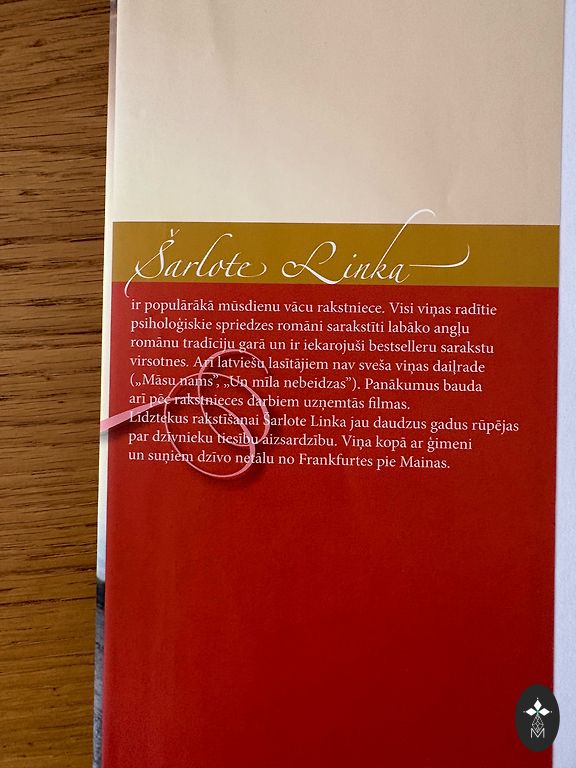 Šarlote Linka
ir populārākā mūsdienu vācu rakstniece. Visi viņas radītie
psiholoģiskie spriedzes romāni sarakstīti labāko angļu
romānu tradīciju garā un ir iekarojuši bestselleru sarakstu
virsotnes. Arī latviešu lasītājiem nav sveša viņas daiļrade
(„Māsu nams”, „Un mīla nebeidzas”). Panākumus bauda
arī pēc rakstnieces darbiem uzņemtās filmas.
Līdztekus rakstīšanai Šarlote Linka jau daudzus gadus rūpējas
par dzīvnieku tiesību aizsardzību. Viņa kopā ar ģimeni
un suņiem dzīvo netālu no Frankfurtes pie Mainas.
M